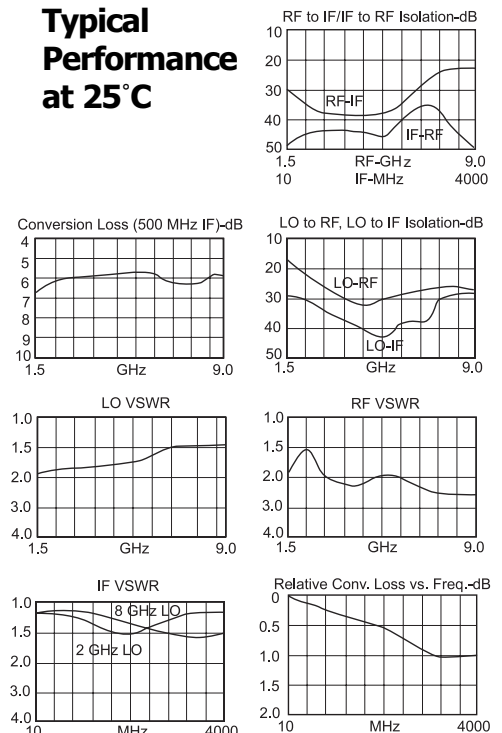 Typical
Performance
at 25°C
RF to IF/IF to RF Isolation-dB
10
20
30
40
50
RF-IF
IF-RF
1.5 RF-GHz 9.0
10 IF-MHz 4000
Conversion Loss (500 MHz IF)-dB
4
5
6
7
8
9
10
1.5 GHz 9.0
LO to RF, LO to IF Isolation-dB
10
20
30
40
50
LO-RF
LO-IF
1.5 GHz 9.0
LO VSWR
1.0
1.5
2.0
3.0
4.0
1.5 GHz 9.0
RF VSWR
1.0
1.5
2.0
3.0
4.0
1.5 GHz 9.0
IF VSWR
1.0
1.5
2.0
3.0
4.0
8 GHz LO
2 GHz LO
10 MHz 4000
Relative Conv. Loss vs. Freq.-dB
0
0.5
1.0
1.5
2.0
10 MHz 4000